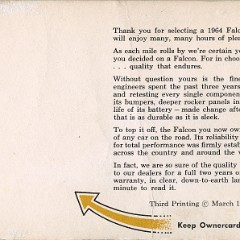 Thank you for selecting a 1964 Falc
will enjoy many, many hours of ple
As each mile rolls by we're certain y
you decided on a Falcon. For in choo
. . . quality that endures.
Without question yours is the fine
engineers spent the past three years
and retesting every single componen
its bumpers, deeper rocker panels in
life of its battery – made change after
that is as durable as it is sleek.
To top it off, the Falcon you now own
of any car on the road. Its reliability
for total performance was firmly estab
across the country and around the w
In fact, we are so sure of the quality
to our dealers for a full two years o
warranty, in clear, down-to-earth la
minute to read it.
Third Printing © March 1
Keep Ownercard